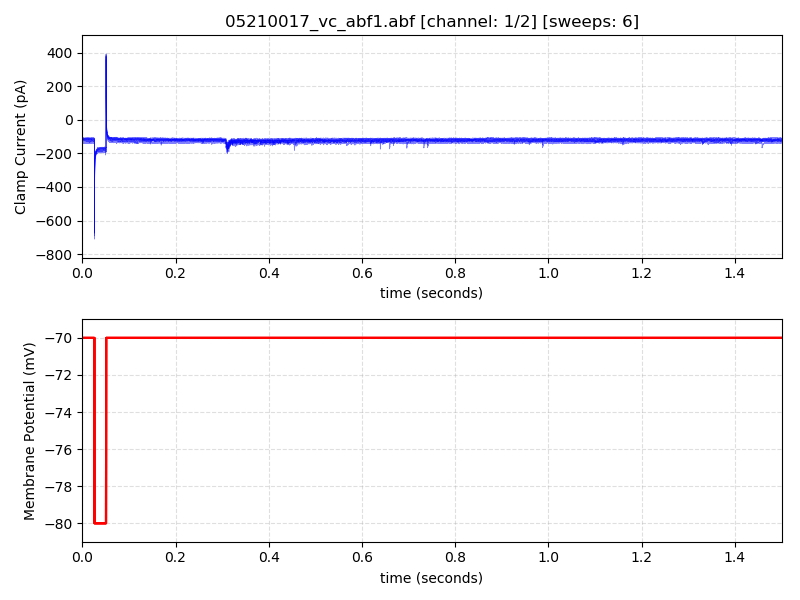 05210017_vc_abf1.abf [channel: 1/2] [sweeps: 6]
Clamp Current (pA)
400
200
0
−200
−400
−600
−800
0.0 0.2 0.4 0.6 0.8 1.0 1.2 1.4
time (seconds)
Membrane Potential (mV)
−70
−72
−74
−76
−78
−80
0.0 0.2 0.4 0.6 0.8 1.0 1.2 1.4
time (seconds)